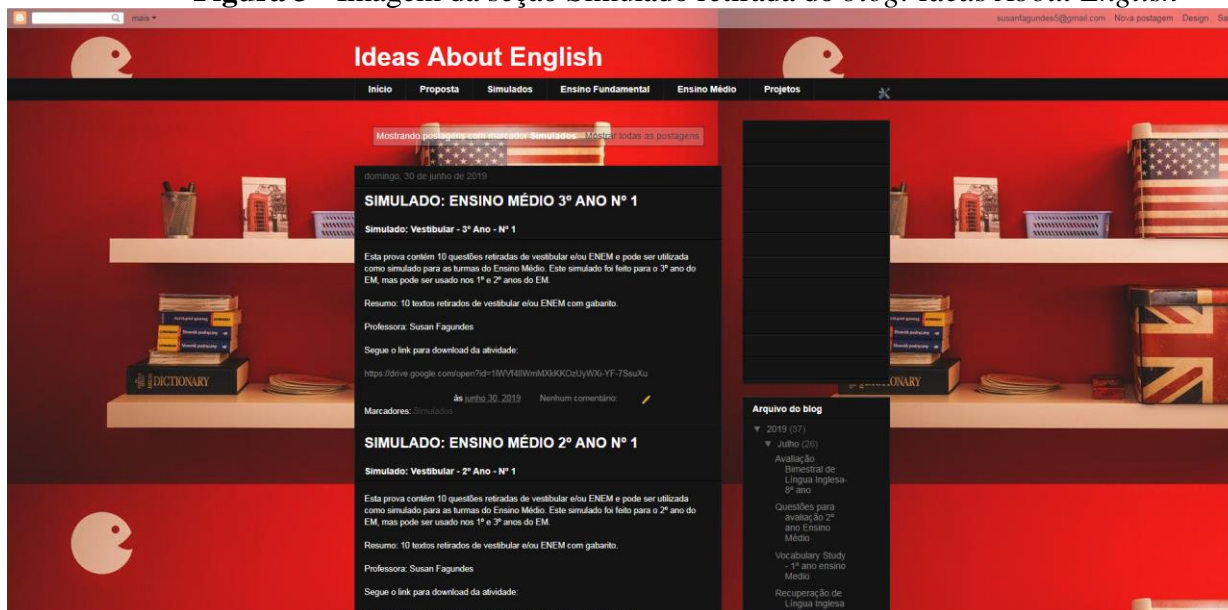 Imagem da seção Simulado retirada do blog: Ideas About English
mais
susanfagundes5@gmail.com Nova postagem Design
Ideas About English
Início Proposta Simulados Ensino Fundamental Ensino Médio Projetos
Mostrando postagens com marcador Simulados. Mostrar todas as postagens
domingo, 30 de junho de 2019
SIMULADO: ENSINO MÉDIO 3º ANO Nº 1
Simulado: Vestibular - 3º Ano - Nº 1
Esta prova contém 10 questões retiradas de vestibular e/ou ENEM e pode ser utilizada
como simulado para as turmas do Ensino Médio. Este simulado foi feito para o 3º ano do
EM, mas pode ser usado nos 1º e 2º anos do EM.
Resumo: 10 textos retirados de vestibular e/ou ENEM com gabarito.
Professora: Susan Fagundes
Segue o link para download da atividade:
às junho 30, 2019 Nenhum comentário:
Marcadores: Simulados
SIMULADO: ENSINO MÉDIO 2º ANO Nº 1
Simulado: Vestibular - 2º Ano - Nº 1
Esta prova contém 10 questões retiradas de vestibular e/ou ENEM e pode ser utilizada
como simulado para as turmas do Ensino Médio. Este simulado foi feito para o 2º ano do
EM, mas pode ser usado nos 1º e 3º anos do EM.
Resumo: 10 textos retirados de vestibular e/ou ENEM com gabarito.
Professora: Susan Fagundes
Segue o link para download da atividade:
Arquivo do blog
▼ 2019 (37)
▼ Julho (26)
Avaliação
Bimestral de
Língua Inglesa-
8º ano
Questões para
avaliação 2º
ano Ensino
Médio
Vocabulary Study
- 1º ano ensino
Medio
Recuperação de
Língua Inglesa
DICTIONARY